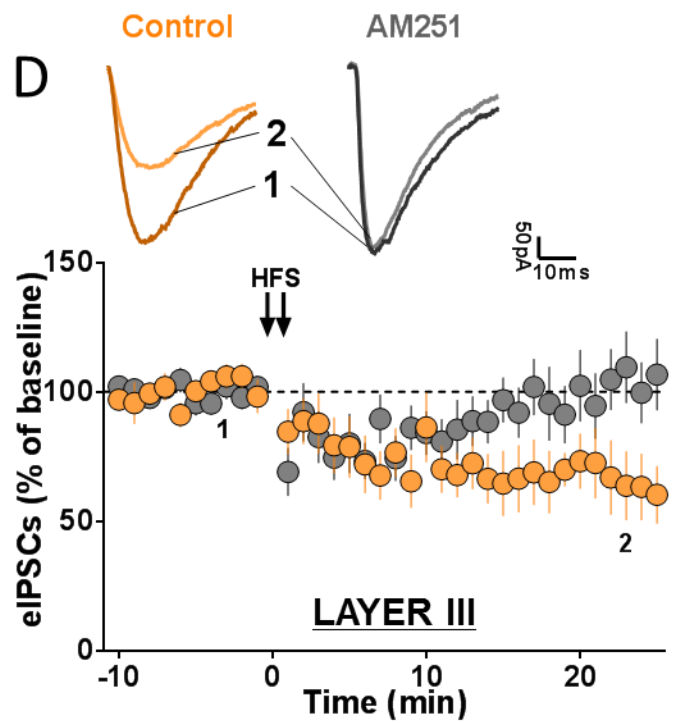 Control AM251
D
2
1
50pA
10ms
150
HFS
100
1
50
2
LAYER III
0
-10 0 10 20
Time (min)
eIPSCs (% of baseline)